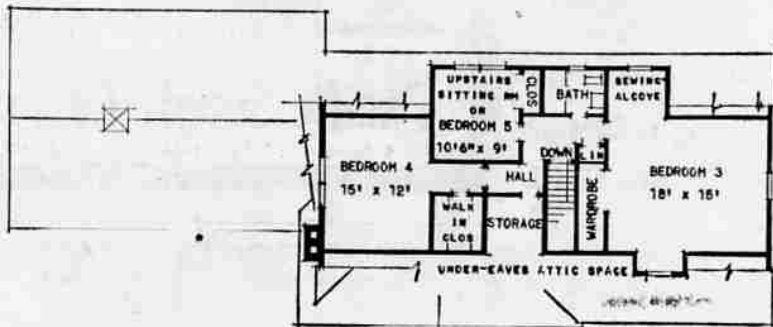 UPSTAIRS
SITTING RM
OR
BEDROOM 5
10'6" x 9'
CLOS
BATH
SEWING
ALCOVE
BEDROOM 4
15' x 12'
HALL
DOWN
LIN
BEDROOM 3
18' x 15'
WALK
IN
CLOS
STORAGE
WARDROBE
UNDER-EAVES ATTIC SPACE